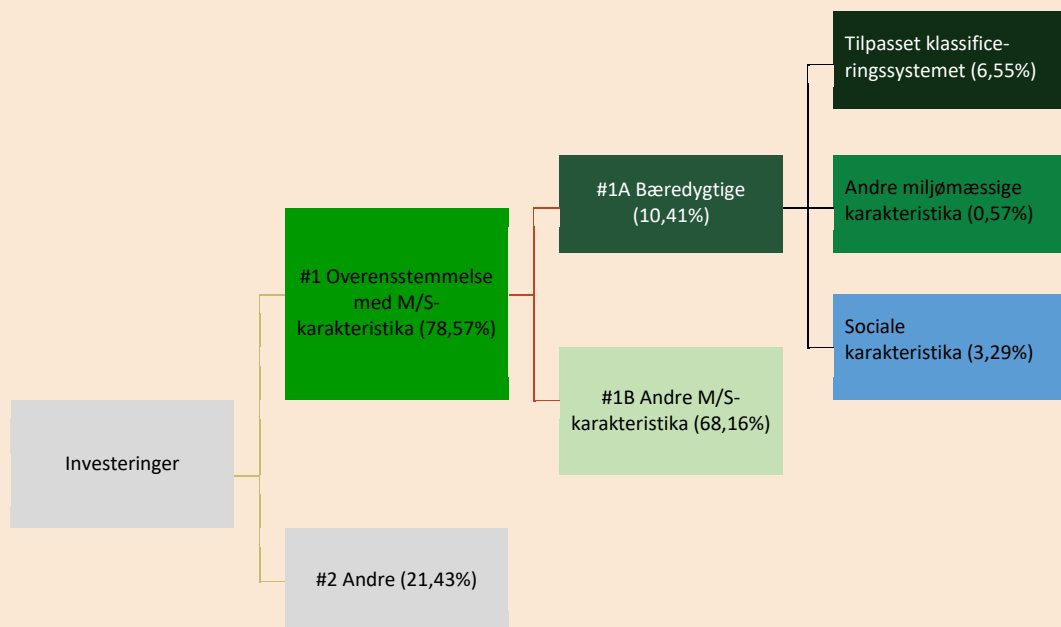 Tilpasset klassifice-
ringssystemet (6,55%)
#1A Bæredygtige
(10,41%)
Andre miljømæssige
karakteristika (0,57%)
#1 Overensstemmelse
med M/S-
karakteristika (78,57%)
Sociale
karakteristika (3,29%)
#1B Andre M/S-
karakteristika (68,16%)
Investeringer
#2 Andre (21,43%)